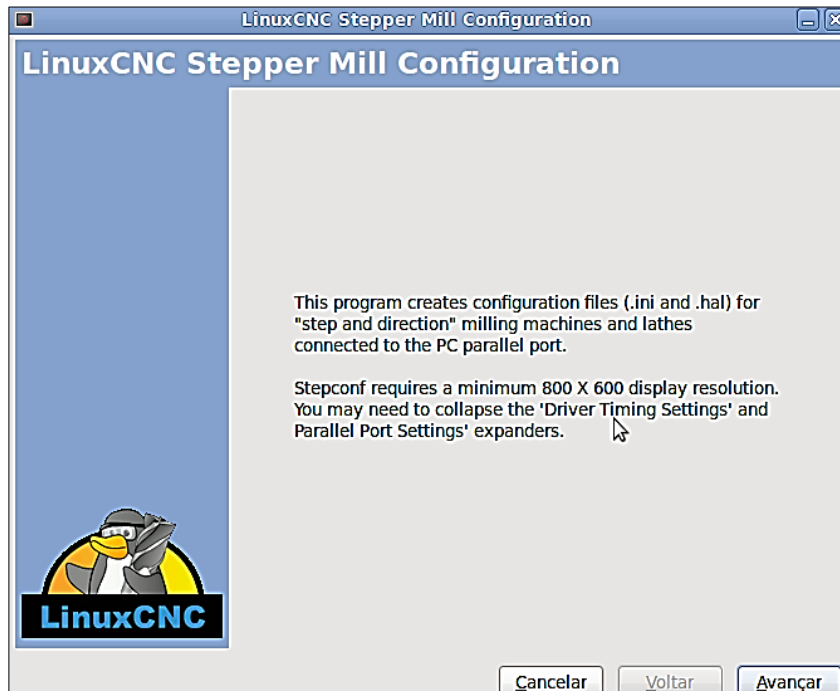 LinuxCNC Stepper Mill Configuration
LinuxCNC Stepper Mill Configuration
This program creates configuration files (.ini and .hal) for
"step and direction" milling machines and lathes
connected to the PC parallel port.
Stepconf requires a minimum 800 X 600 display resolution.
You may need to collapse the 'Driver Timing Settings' and
Parallel Port Settings' expanders.
LinuxCNC
Cancelar Voltar Avançar